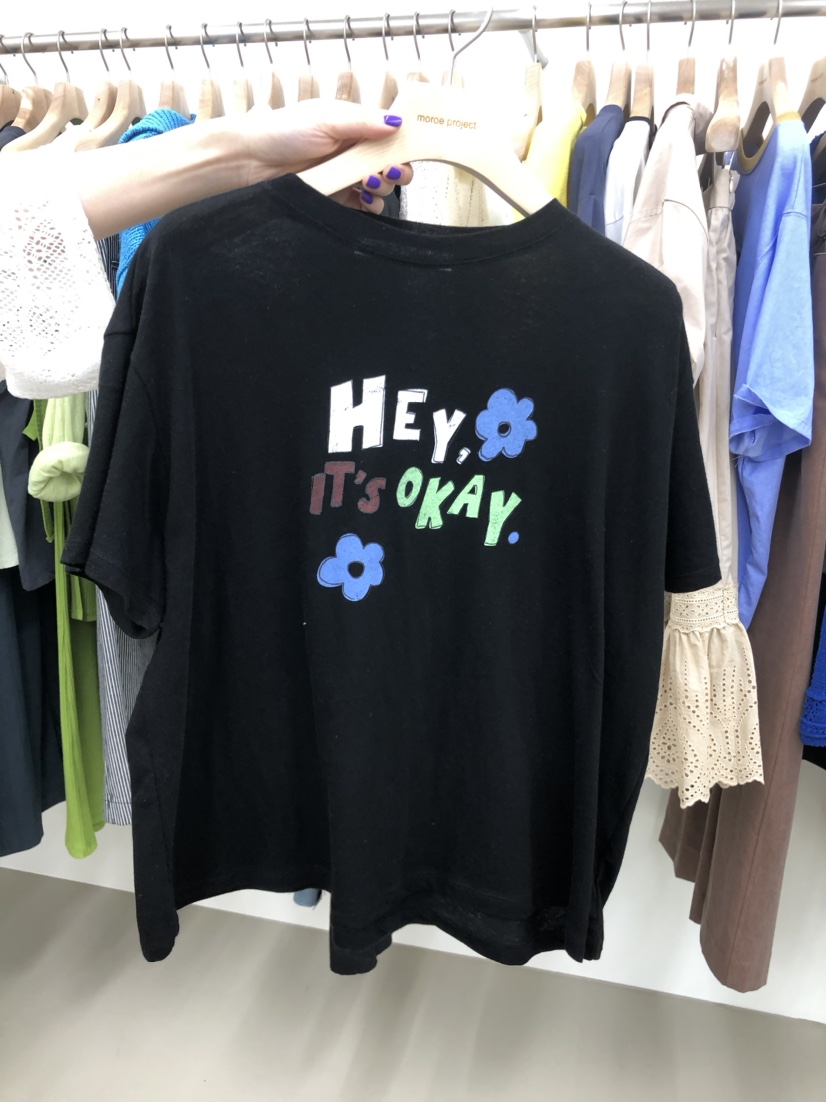 moroe project
HEY,
IT'S OKAY.